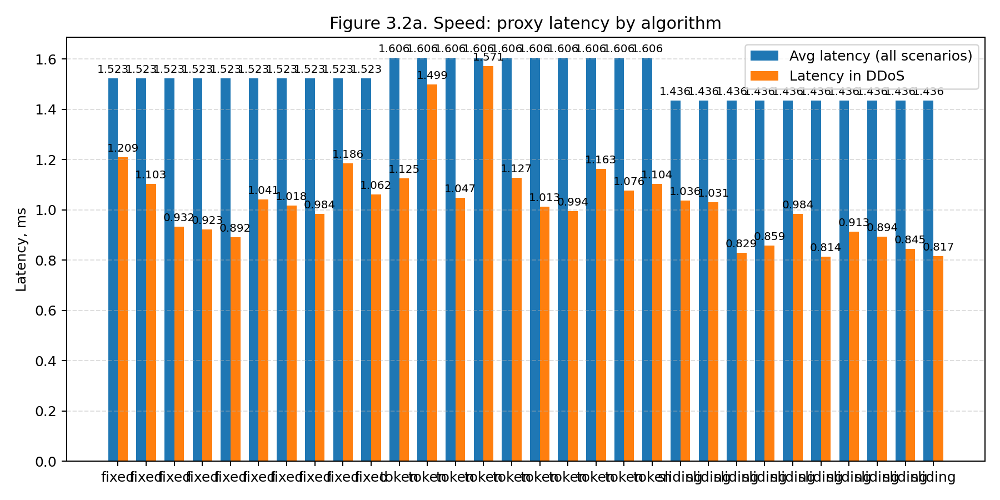 Figure 3.2a. Speed: proxy latency by algorithm
Avg latency (all scenarios)
Latency in DDoS
Latency, ms
1.6
1.4
1.2
1.0
0.8
0.6
0.4
0.2
0.0
1.523 1.523 1.523 1.523 1.523 1.523 1.523 1.523 1.523 1.523
1.606 1.606 1.606 1.606 1.606 1.606 1.606 1.606 1.606 1.606
1.436 1.436 1.436 1.436 1.436 1.436 1.436 1.436 1.436 1.436
1.209 1.103 0.932 0.923 0.892 1.041 1.018 0.984 1.186 1.062
1.125 1.499 1.047 1.571 1.127 1.013 0.994 1.163 1.076 1.104
1.036 1.031 0.829 0.859 0.984 0.814 0.913 0.894 0.845 0.817
fixed fixed fixed fixed fixed fixed fixed fixed fixed fixed token token token token token token token token token token sliding sliding sliding sliding sliding sliding sliding sliding sliding sliding